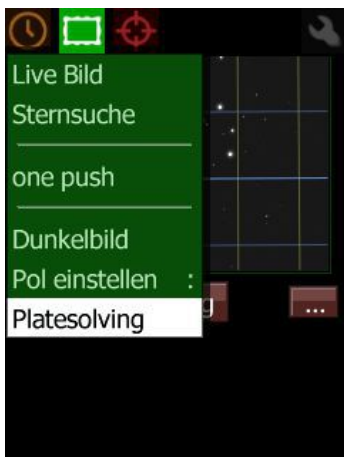 Live Bild
Sternsuche
one push
Dunkelbild
Pol einstellen :
Platesolving
...